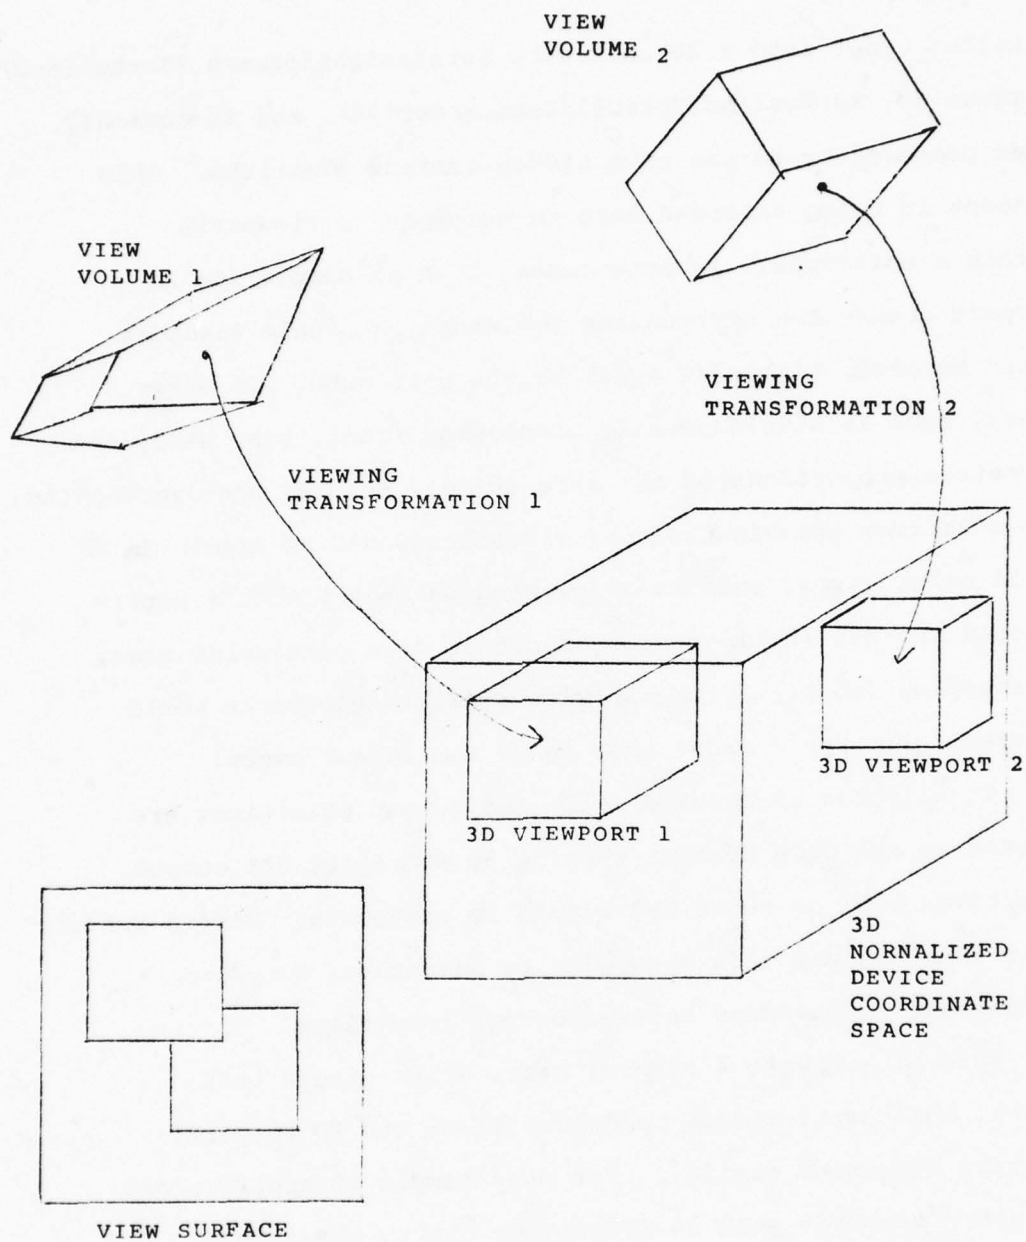 VIEW
VOLUME 2
VIEW
VOLUME 1
VIEWING
TRANSFORMATION 2
VIEWING
TRANSFORMATION 1
3D VIEWPORT 2
3D VIEWPORT 1
3D
NORNALIZED
DEVICE
COORDINATE
SPACE
VIEW SURFACE